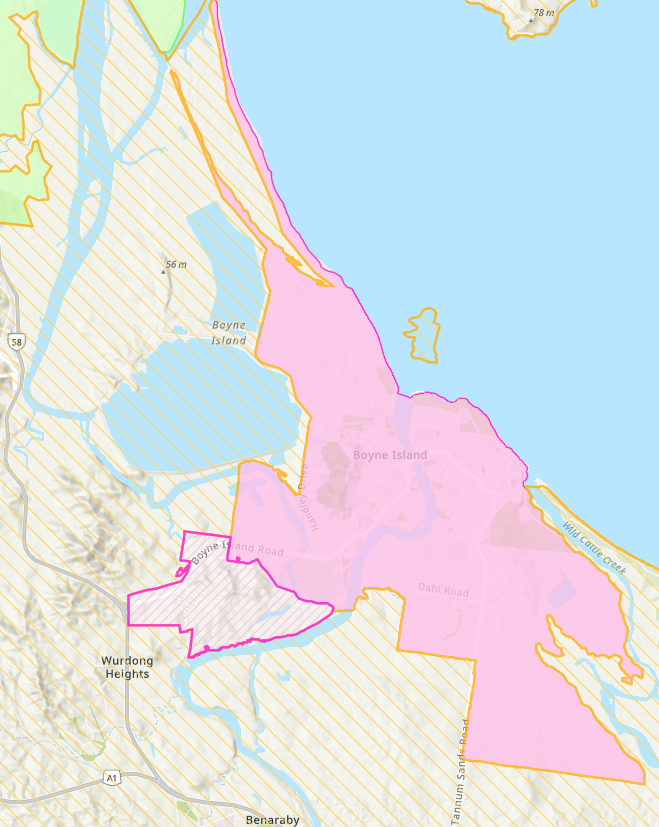 78 m
56 m
58
Boyne
Island
Boyne Island
Handley Drive
Wild Cattle Creek
Boyne Island Road
Dahl Road
Wurdong
Heights
Tannum Sands Road
A1
Benaraby